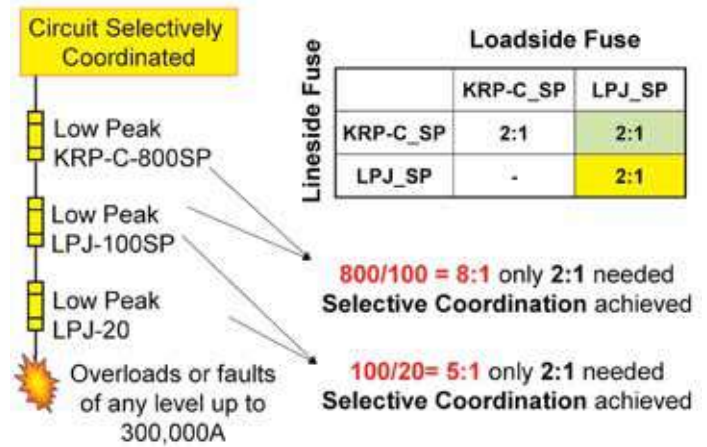 Circuit Selectively
Coordinated
Low Peak
KRP-C-800SP
Low Peak
LPJ-100SP
Low Peak
LPJ-20
Overloads or faults
of any level up to
300,000A
Loadside Fuse
Lineside Fuse
KRP-C_SP LPJ_SP
KRP-C_SP 2:1 2:1
LPJ_SP - 2:1
800/100 = 8:1 only 2:1 needed
Selective Coordination achieved
100/20= 5:1 only 2:1 needed
Selective Coordination achieved